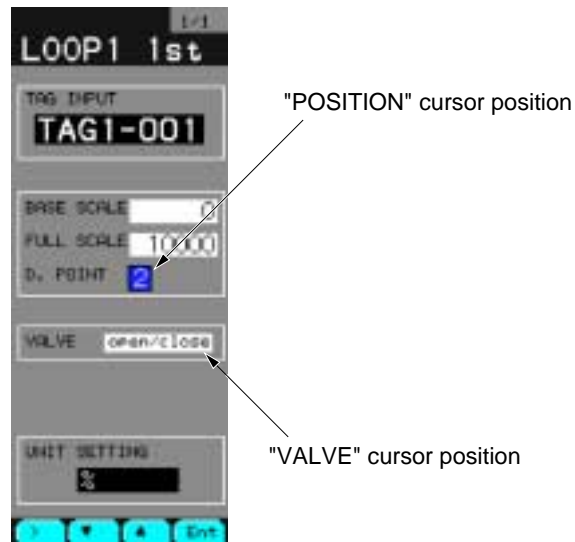 1/1
LOOP1 1st
TAG INPUT
TAG1-001
"POSITION" cursor position
BASE SCALE 0
FULL SCALE 10000
D. POINT 2
VALVE open/close
"VALVE" cursor position
UNIT SETTING
%
> ▼ ▲ Ent